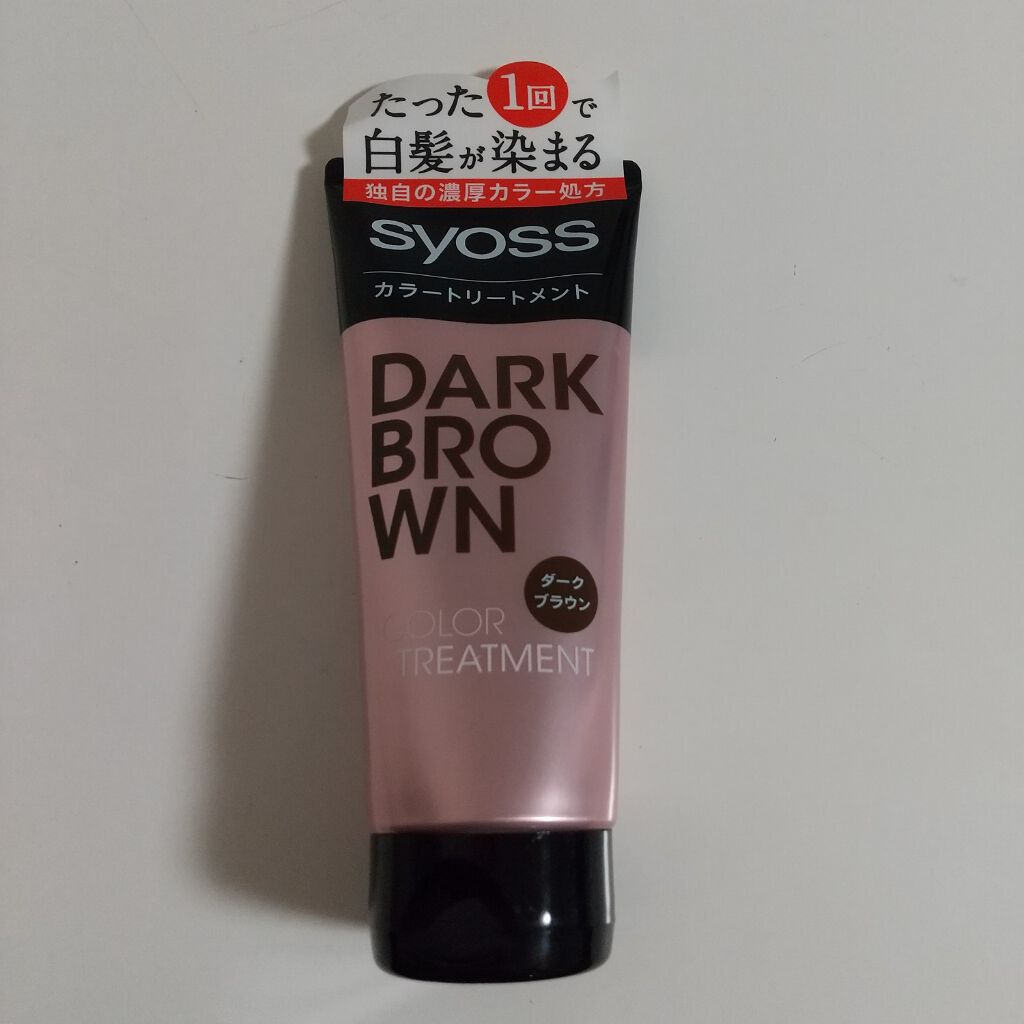 たった1回で
白髪が染まる
独自の濃厚カラー処方
syoss
カラートリートメント
DARK
BRO
WN
ダーク
ブラウン
COLOR
TREATMENT